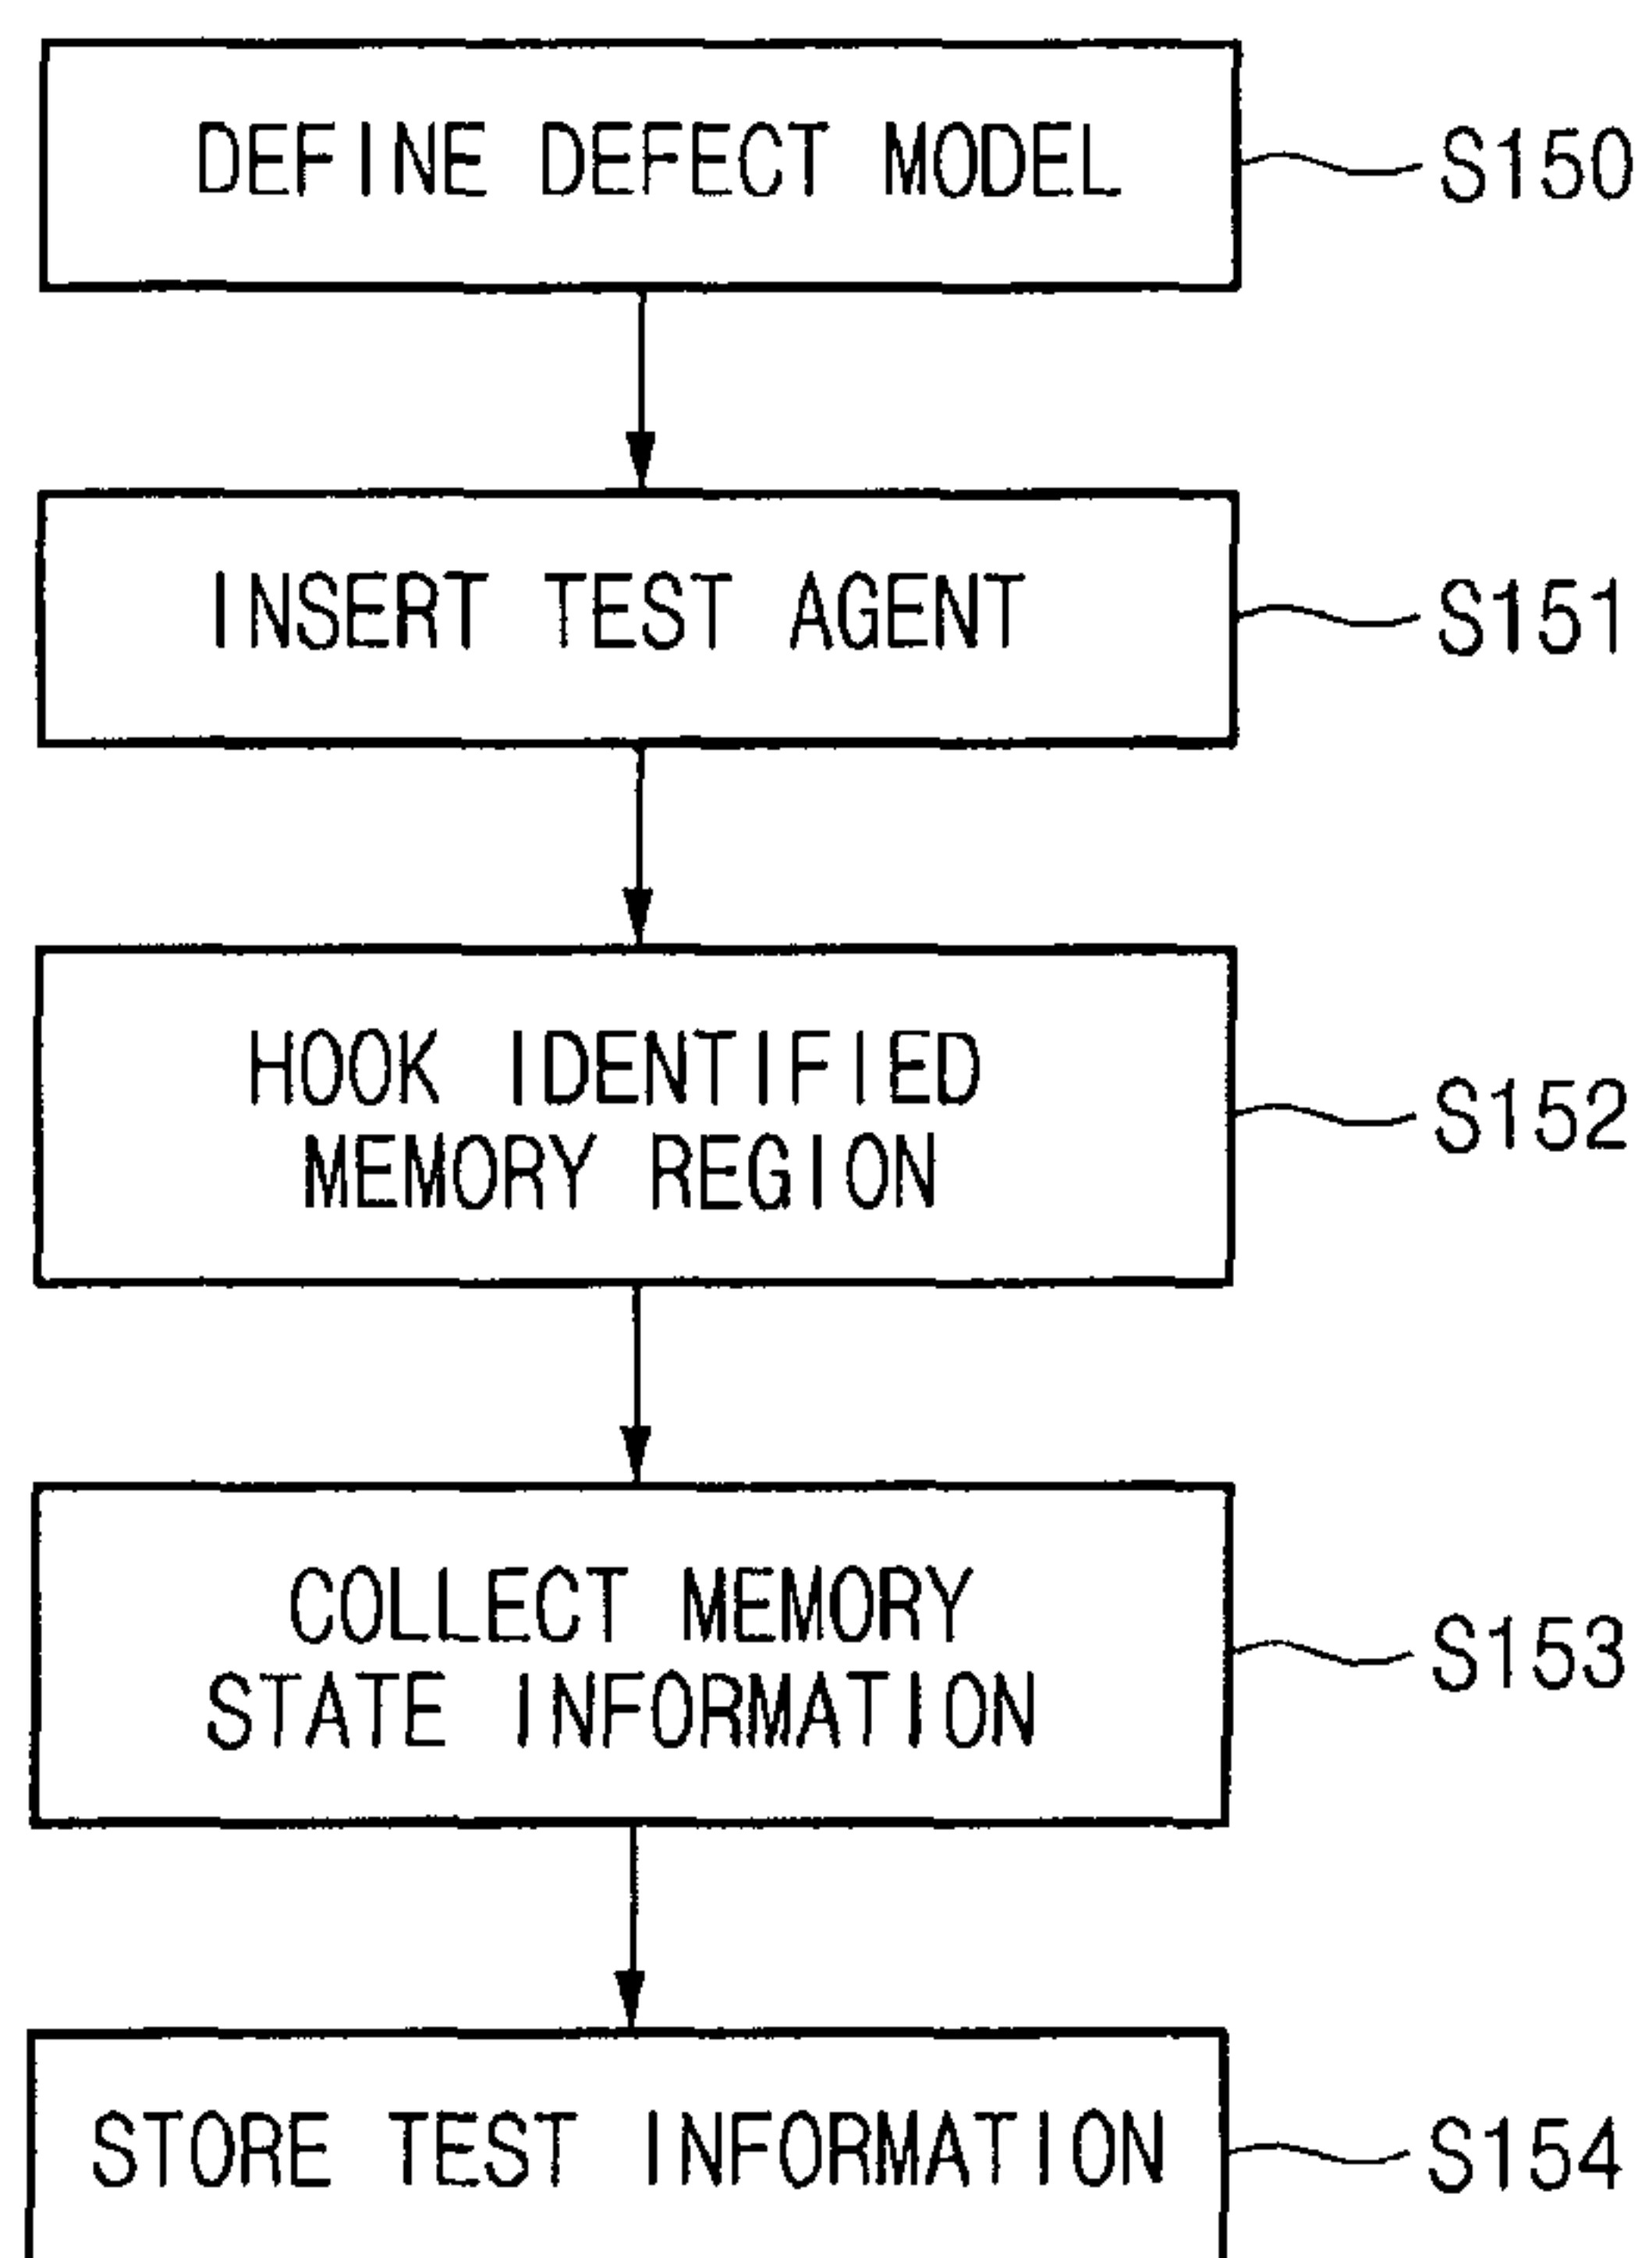 DEFINE DEFECT MODEL
S150
INSERT TEST AGENT
S151
HOOK IDENTIFIED
MEMORY REGION
S152
COLLECT MEMORY
STATE INFORMATION
S153
STORE TEST INFORMATION
S154